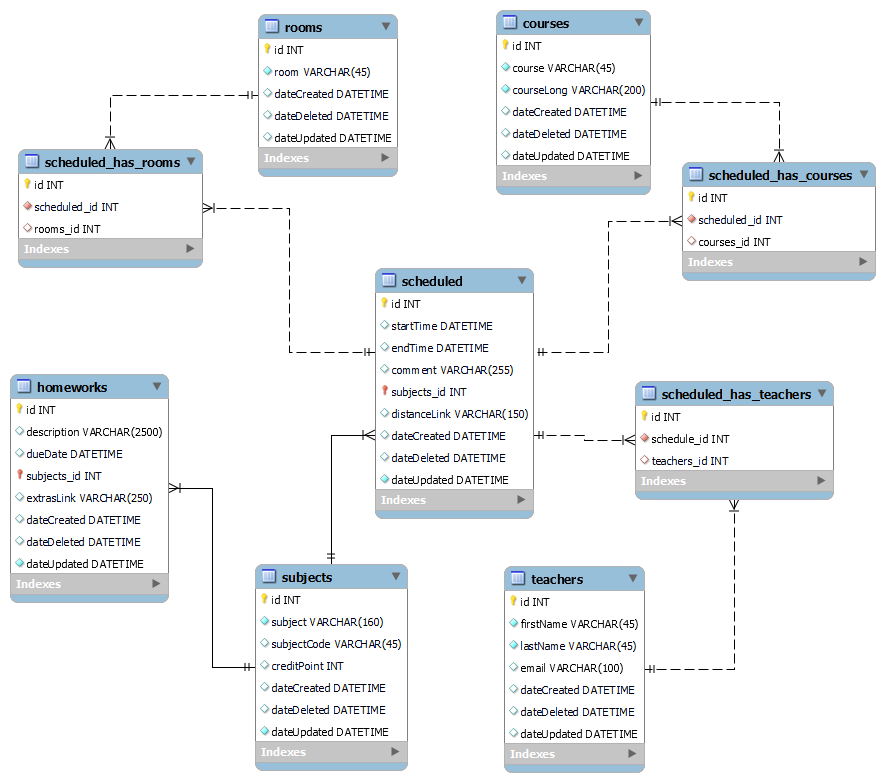 rooms
id INT
room VARCHAR(45)
dateCreated DATETIME
dateDeleted DATETIME
dateUpdated DATETIME
Indexes
courses
id INT
course VARCHAR(45)
courseLong VARCHAR(200)
dateCreated DATETIME
dateDeleted DATETIME
dateUpdated DATETIME
Indexes
scheduled_has_rooms
id INT
scheduled_id INT
rooms_id INT
Indexes
scheduled_has_courses
id INT
scheduled_id INT
courses_id INT
Indexes
scheduled
id INT
startTime DATETIME
endTime DATETIME
comment VARCHAR(255)
subjects_id INT
distanceLink VARCHAR(150)
dateCreated DATETIME
dateDeleted DATETIME
dateUpdated DATETIME
Indexes
homeworks
id INT
description VARCHAR(2500)
dueDate DATETIME
subjects_id INT
extrasLink VARCHAR(250)
dateCreated DATETIME
dateDeleted DATETIME
dateUpdated DATETIME
Indexes
scheduled_has_teachers
id INT
schedule_id INT
teachers_id INT
Indexes
subjects
id INT
subject VARCHAR(160)
subjectCode VARCHAR(45)
creditPoint INT
dateCreated DATETIME
dateDeleted DATETIME
dateUpdated DATETIME
Indexes
teachers
id INT
firstName VARCHAR(45)
lastName VARCHAR(45)
email VARCHAR(100)
dateCreated DATETIME
dateDeleted DATETIME
dateUpdated DATETIME
Indexes